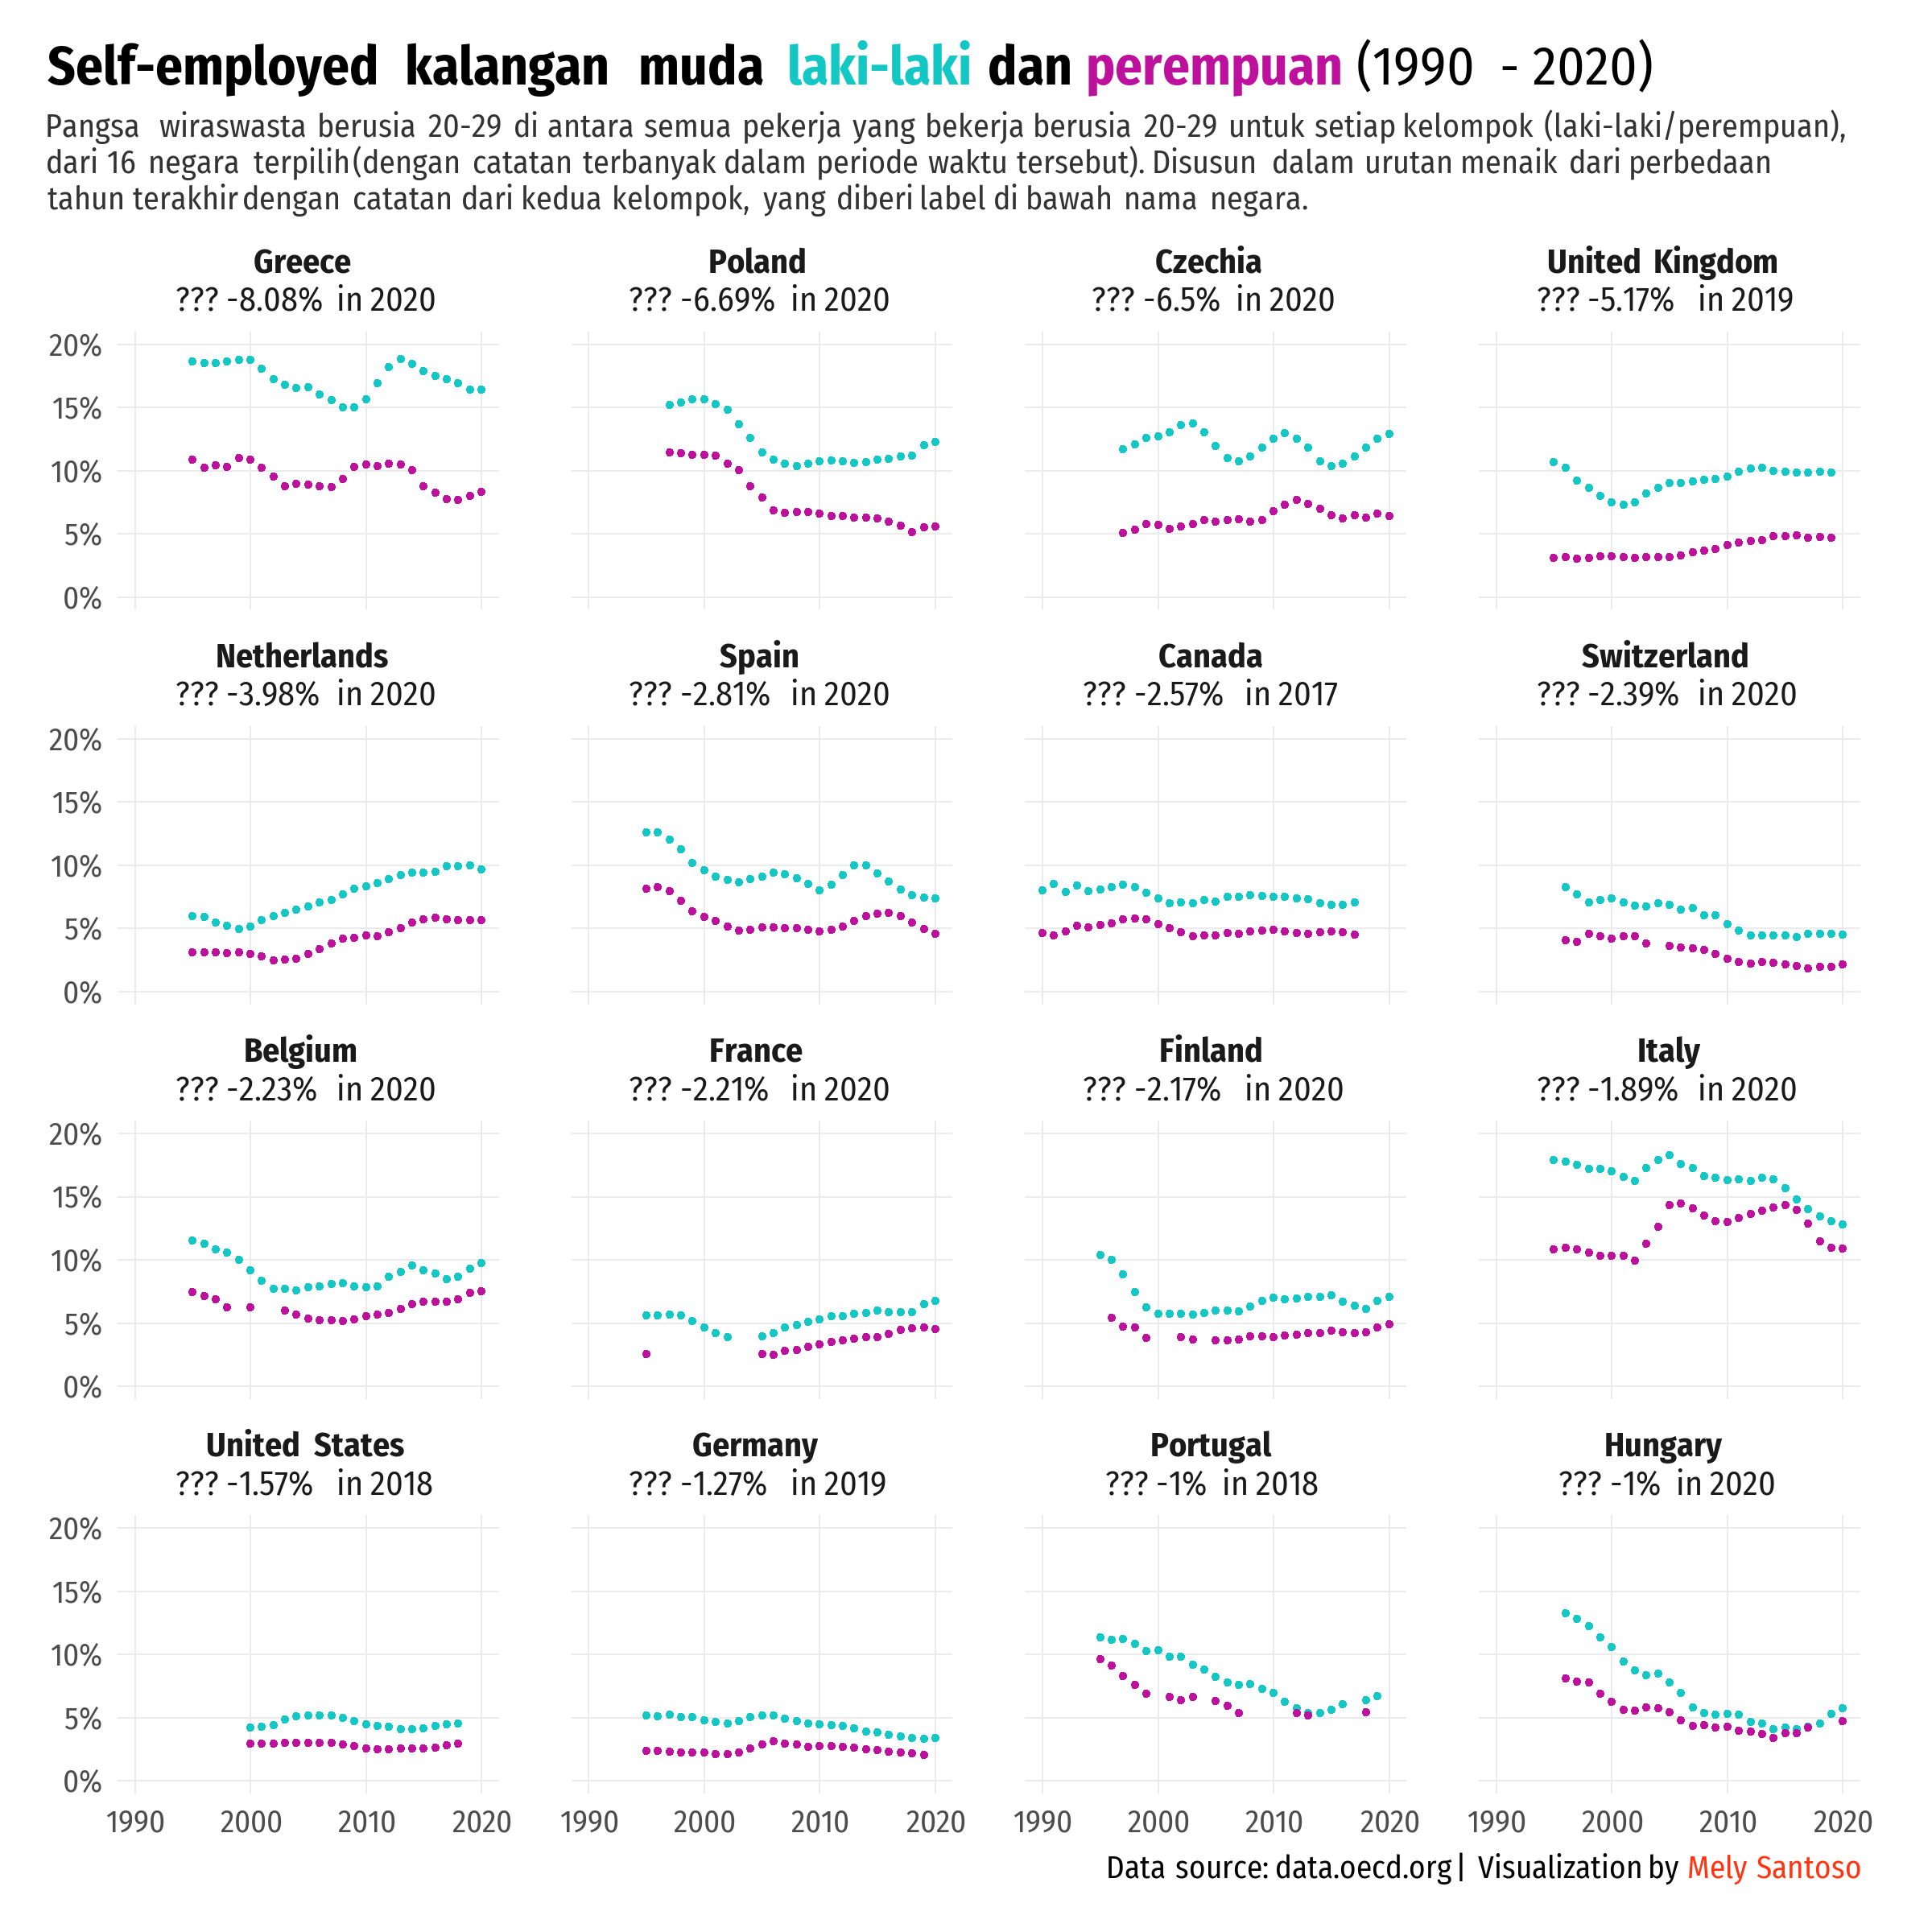 Self-employed kalangan muda laki-laki dan perempuan (1990 - 2020)
Pangsa wiraswasta berusia 20-29 di antara semua pekerja yang bekerja berusia 20-29 untuk setiap kelompok (laki-laki/perempuan),
dari 16 negara terpilih(dengan catatan terbanyak dalam periode waktu tersebut). Disusun dalam urutan menaik dari perbedaan
tahun terakhir dengan catatan dari kedua kelompok, yang diberi label di bawah nama negara.
Greece Poland Czechia United Kingdom
??? -8.08% in 2020 ??? -6.69% in 2020 ??? -6.5% in 2020 ??? -5.17% in 2019
20%
15%
10%
5%
0%
Netherlands Spain Canada Switzerland
??? -3.98% in 2020 ??? -2.81% in 2020 ??? -2.57% in 2017 ??? -2.39% in 2020
20%
15%
10%
5%
0%
Belgium France Finland Italy
??? -2.23% in 2020 ??? -2.21% in 2020 ??? -2.17% in 2020 ??? -1.89% in 2020
20%
15%
10%
5%
0%
United States Germany Portugal Hungary
??? -1.57% in 2018 ??? -1.27% in 2019 ??? -1% in 2018 ??? -1% in 2020
20%
15%
10%
5%
0%
1990 2000 2010 2020 1990 2000 2010 2020 1990 2000 2010 2020 1990 2000 2010 2020
Data source: data.oecd.org| Visualization by Mely Santoso